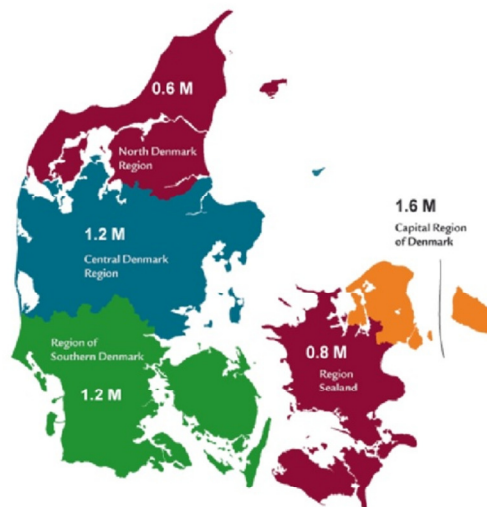 0.6 M
North Denmark
Region
1.6 M
Capital Region
of Denmark
1.2 M
Central Denmark
Region
Region of
Southern Denmark
1.2 M
0.8 M
Region
Sealand